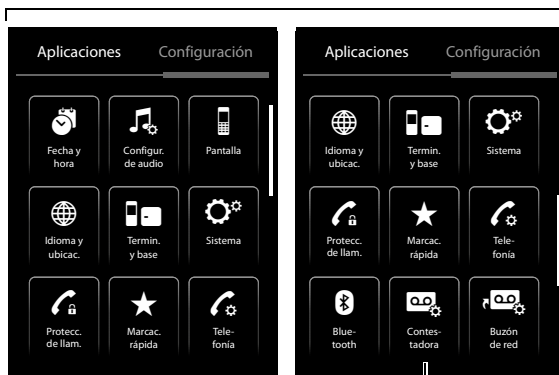 Aplicaciones Configuración
Fecha y Configur. Pantalla
hora de audio
Idioma y Termin. Sistema
ubicac. y base
Protecc. Marcac. Tele-
de llam. rápida fonía
Aplicaciones Configuración
Idioma y Termin. Sistema
ubicac. y base
Protecc. Marcac. Tele-
de llam. rápida fonía
Blue- Contes- Buzón
tooth tadora de red